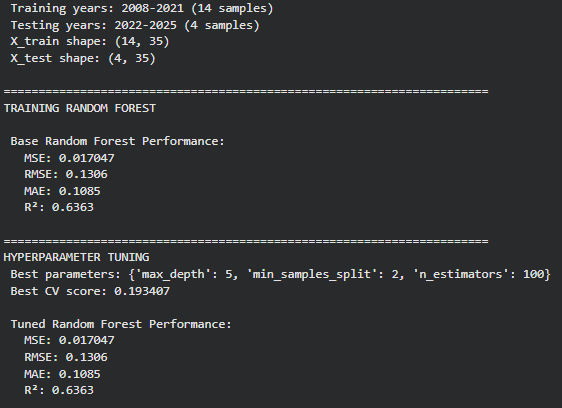 Training years: 2008-2021 (14 samples)
Testing years: 2022-2025 (4 samples)
X_train shape: (14, 35)
X_test shape: (4, 35)
======================================================================
TRAINING RANDOM FOREST
Base Random Forest Performance:
MSE: 0.017047
RMSE: 0.1306
MAE: 0.1085
R²: 0.6363
======================================================================
HYPERPARAMETER TUNING
Best parameters: {'max_depth': 5, 'min_samples_split': 2, 'n_estimators': 100}
Best CV score: 0.193407
Tuned Random Forest Performance:
MSE: 0.017047
RMSE: 0.1306
MAE: 0.1085
R²: 0.6363